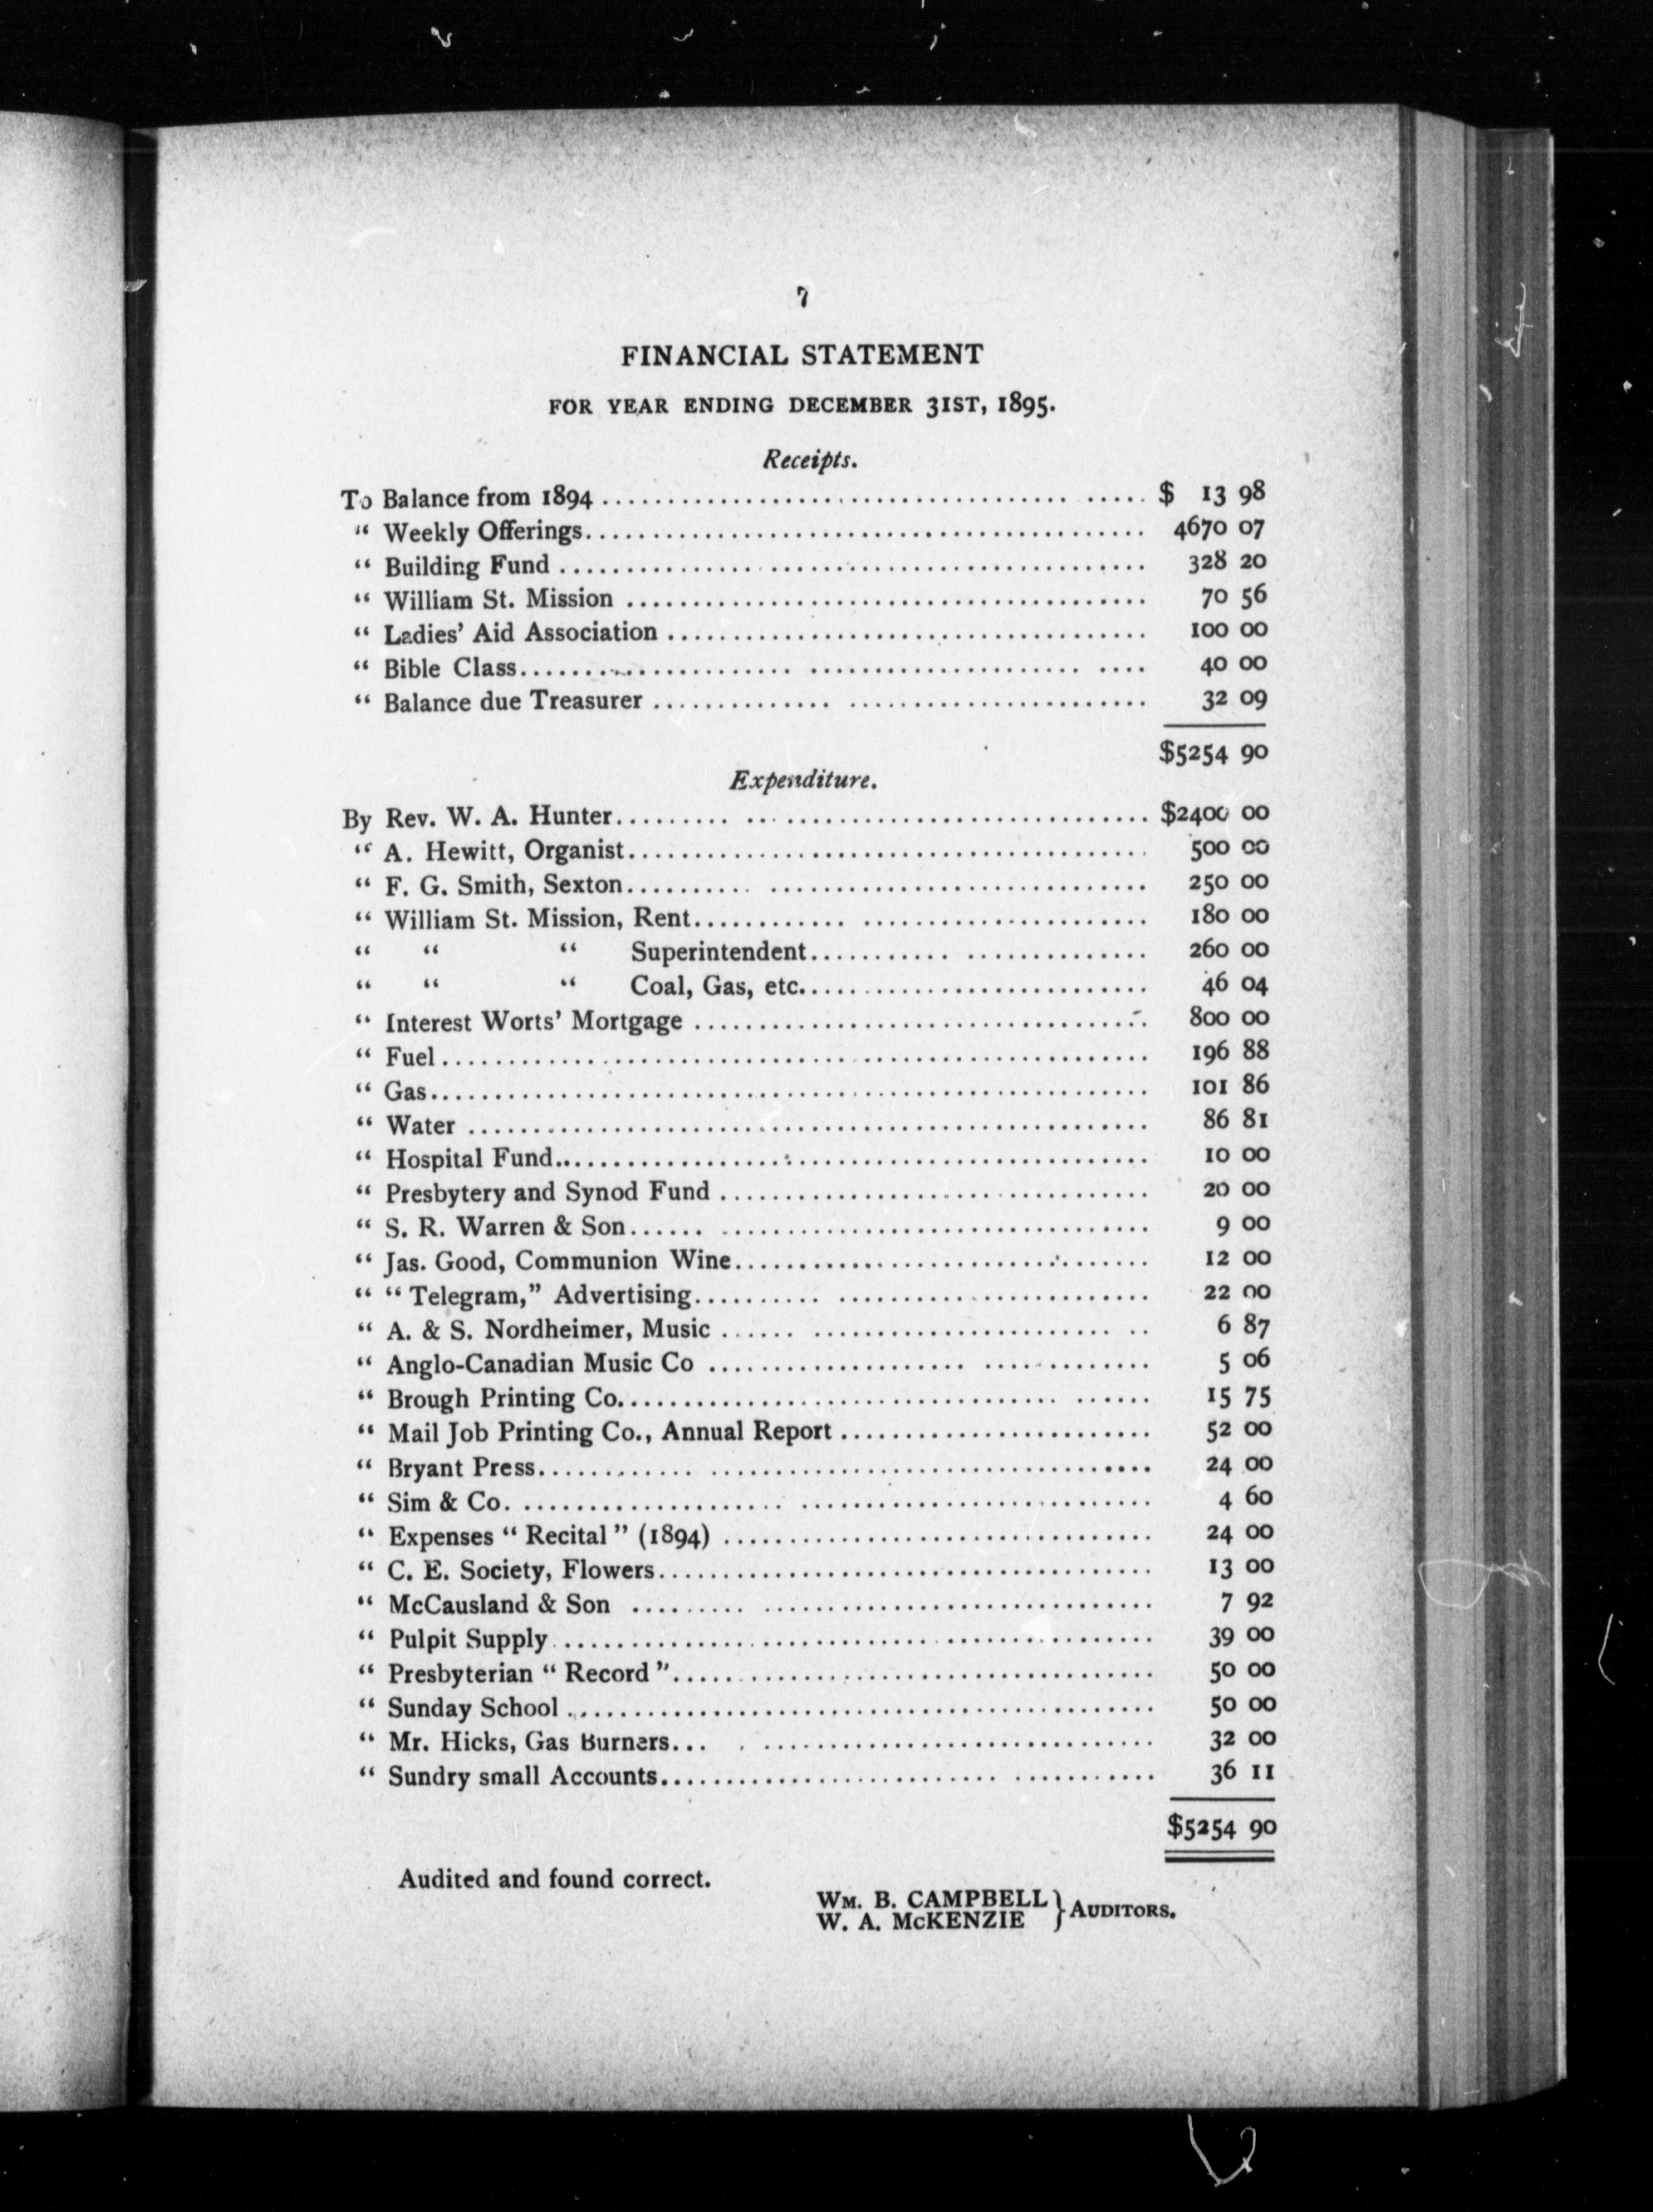 7
FINANCIAL STATEMENT
FOR YEAR ENDING DECEMBER 31ST, 1895.
Receipts.
To Balance from 1894 ........ $ 13 98
“ Weekly Offerings........ 4670 07
“ Building Fund ........ 328 20
“ William St. Mission ........ 70 56
“ Ladies’ Aid Association ........ 100 00
“ Bible Class........ 40 00
“ Balance due Treasurer ........ 32 09
$5254 90
Expenditure.
By Rev. W. A. Hunter........ $2400 00
“ A. Hewitt, Organist........ 500 00
“ F. G. Smith, Sexton........ 250 00
“ William St. Mission, Rent........ 180 00
“ “ “ Superintendent........ 260 00
“ “ “ Coal, Gas, etc........ 46 04
“ Interest Worts’ Mortgage ........ 800 00
“ Fuel........ 196 88
“ Gas........ 101 86
“ Water ........ 86 81
“ Hospital Fund........ 10 00
“ Presbytery and Synod Fund ........ 20 00
“ S. R. Warren & Son........ 9 00
“ Jas. Good, Communion Wine........ 12 00
“ “ Telegram,” Advertising........ 22 00
“ A. & S. Nordheimer, Music ........ 6 87
“ Anglo-Canadian Music Co ........ 5 06
“ Brough Printing Co........ 15 75
“ Mail Job Printing Co., Annual Report ........ 52 00
“ Bryant Press........ 24 00
“ Sim & Co. ........ 4 60
“ Expenses “ Recital ” (1894) ........ 24 00
“ C. E. Society, Flowers........ 13 00
“ McCausland & Son ........ 7 92
“ Pulpit Supply ........ 39 00
“ Presbyterian “ Record ”........ 50 00
“ Sunday School ........ 50 00
“ Mr. Hicks, Gas Burners........ 32 00
“ Sundry small Accounts........ 36 11
$5254 90
Audited and found correct.
WM. B. CAMPBELL
W. A. McKENZIE } AUDITORS.